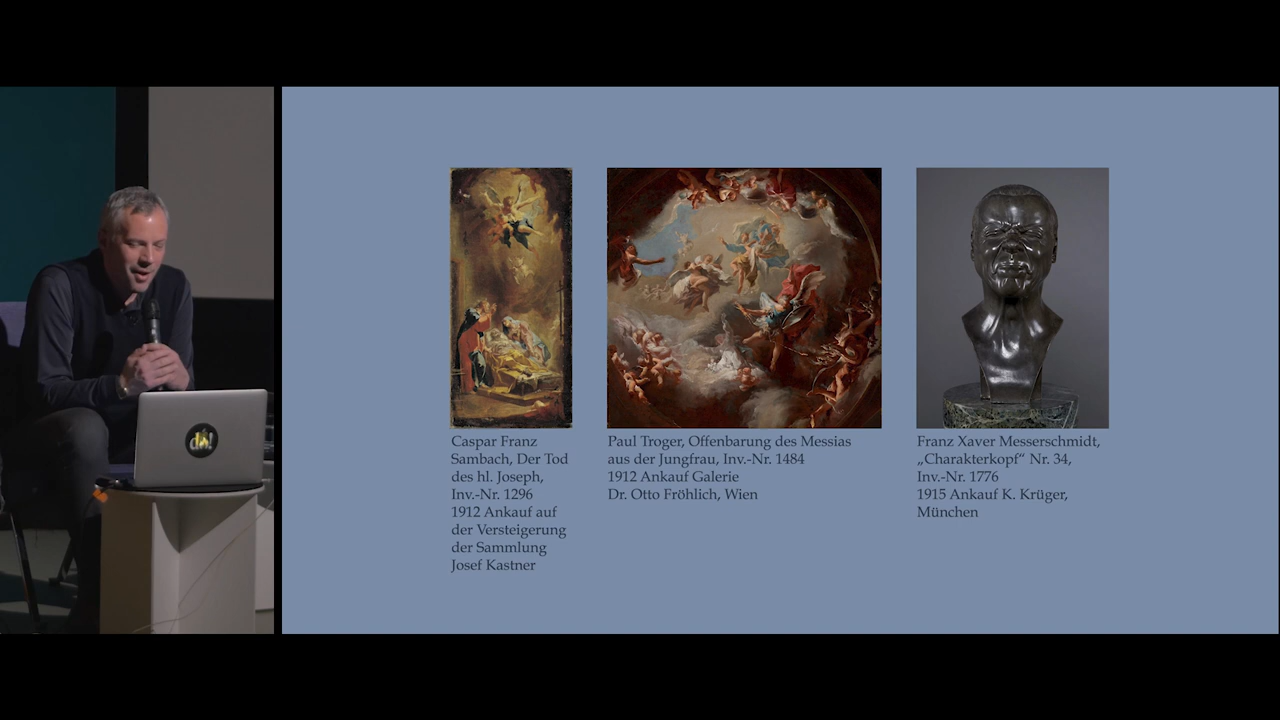 Caspar Franz
Sambach, Der Tod
des hl. Joseph,
Inv.-Nr. 1296
1912 Ankauf auf
der Versteigerung
der Sammlung
Josef Kastner
Paul Troger, Offenbarung des Messias
aus der Jungfrau, Inv.-Nr. 1484
1912 Ankauf Galerie
Dr. Otto Fröhlich, Wien
Franz Xaver Messerschmidt,
„Charakterkopf“ Nr. 34,
Inv.-Nr. 1776
1915 Ankauf K. Krüger,
München